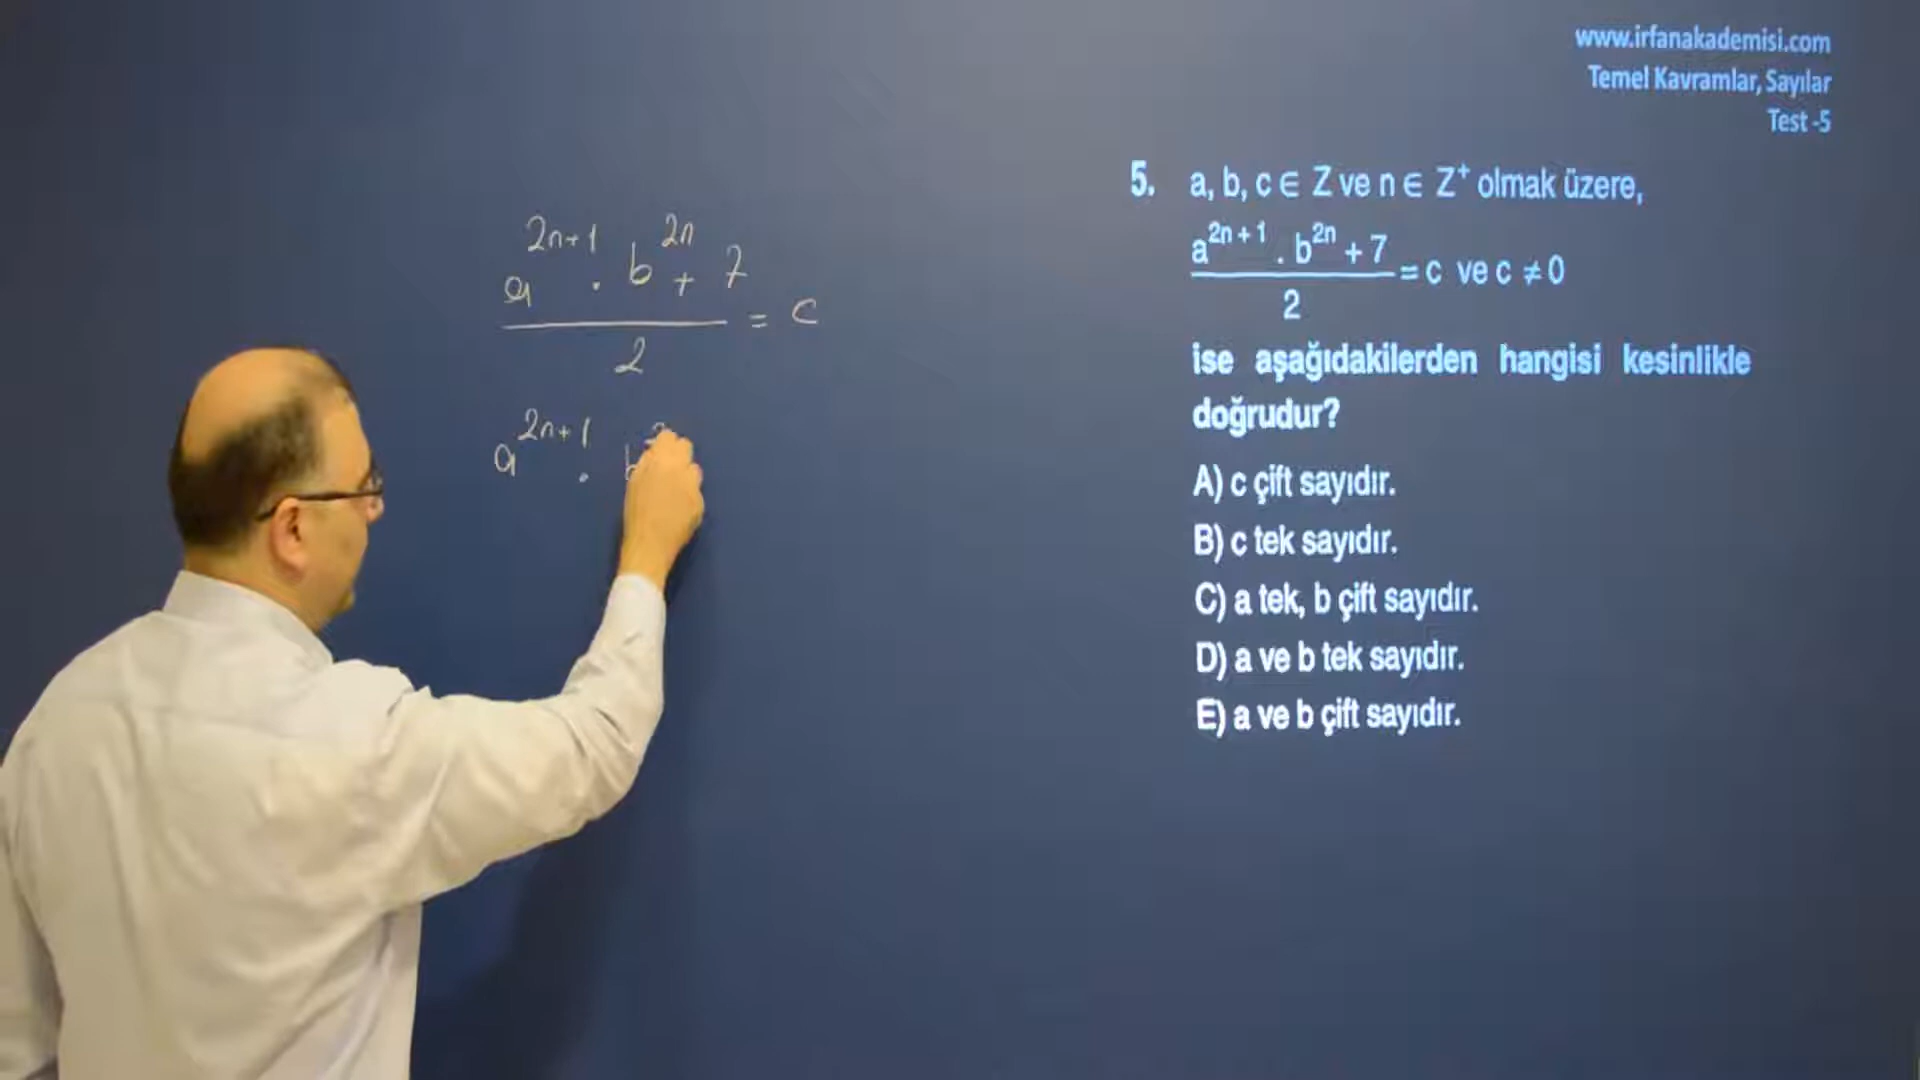 www.irfanakademisi.com
Temel Kavramlar, Sayılar
Test -5
5. a, b, c ∈ Z ve n ∈ Z⁺ olmak üzere,
a^{2n+1} . b^{2n} + 7
= c ve c ≠ 0
2
ise aşağıdakilerden hangisi kesinlikle
doğrudur?
A) c çift sayıdır.
B) c tek sayıdır.
C) a tek, b çift sayıdır.
D) a ve b tek sayıdır.
E) a ve b çift sayıdır.
a^{2n+1} . b^{2n} + 7
= c
2
a^{2n+1} . b